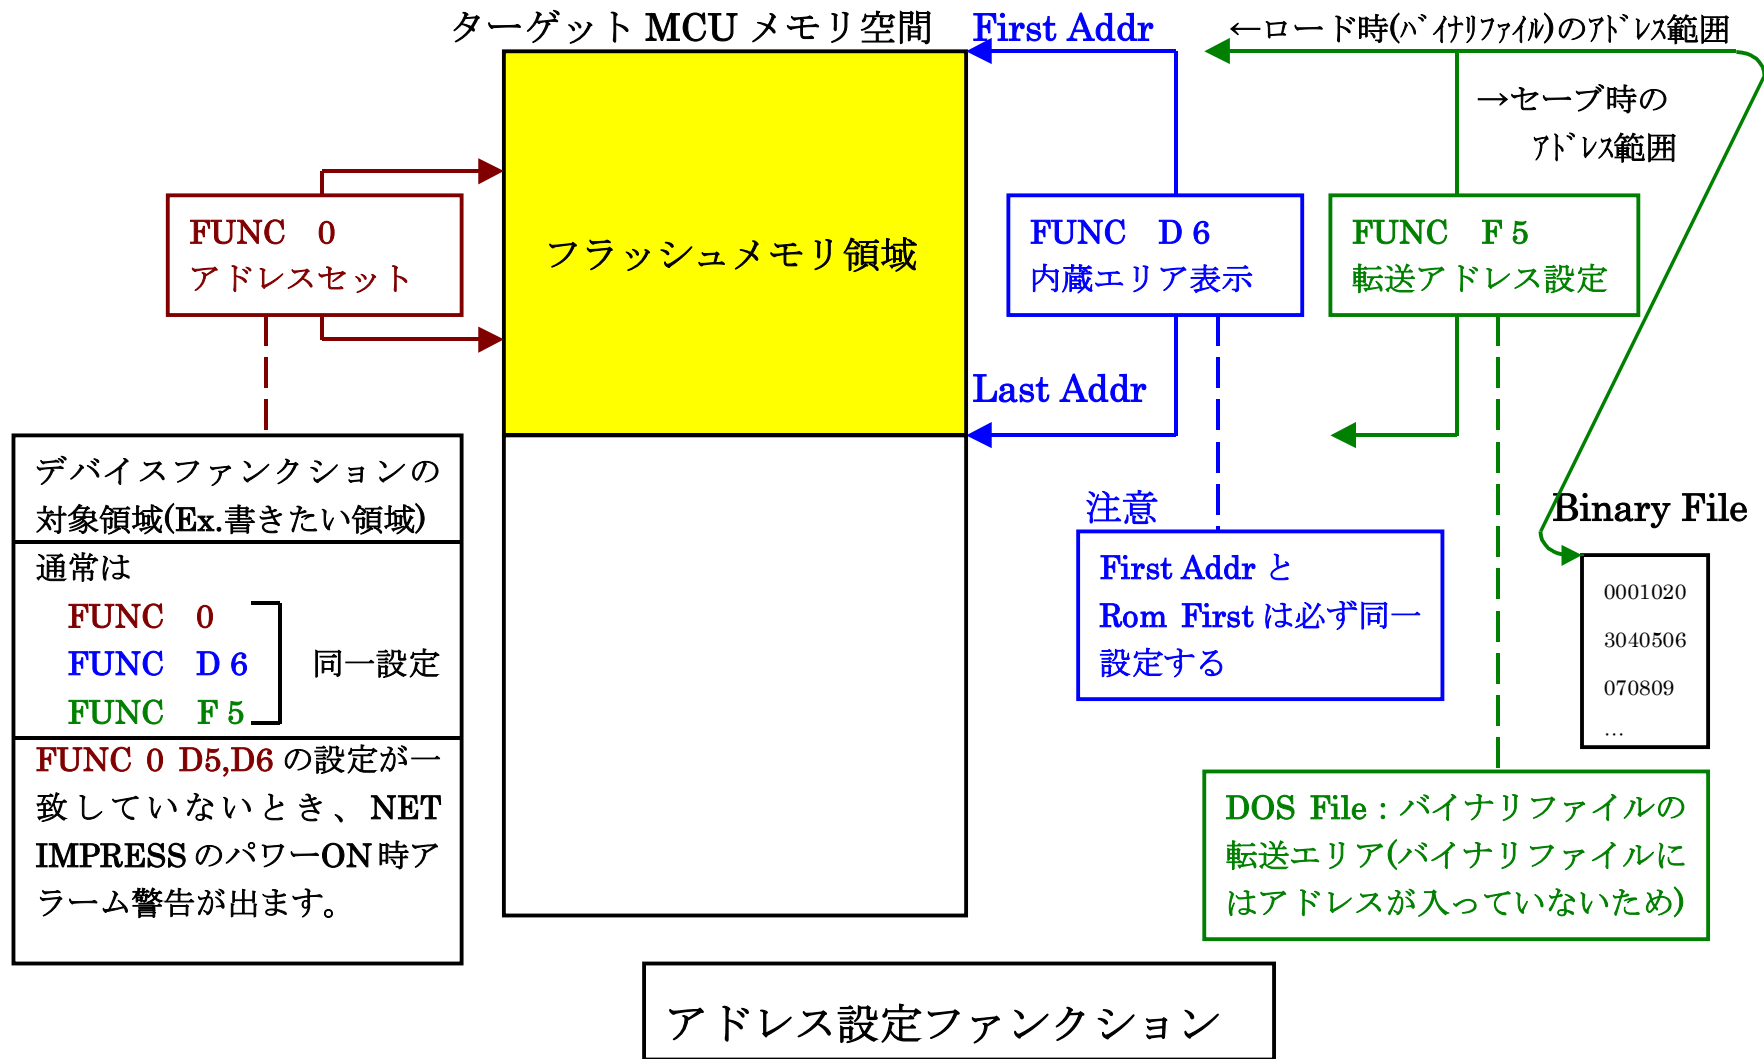 ターゲット MCU メモリ空間
First Addr
←ロード時(ﾊﾞｲﾅﾘﾌｧｲﾙ)のｱﾄﾞﾚｽ範囲
→セーブ時の
ｱﾄﾞﾚｽ範囲
FUNC 0
アドレスセット
フラッシュメモリ領域
FUNC D 6
内蔵エリア表示
FUNC F 5
転送アドレス設定
Last Addr
デバイスファンクションの
対象領域(Ex.書きたい領域)
通常は
FUNC 0
FUNC D 6
FUNC F 5
同一設定
FUNC 0 D5,D6 の設定が一
致していないとき、NET
IMPRESS のパワーON 時ア
ラーム警告が出ます。
注意
First Addr と
Rom First は必ず同一
設定する
Binary File
0001020
3040506
070809
…
DOS File : バイナリファイルの
転送エリア(バイナリファイルに
はアドレスが入っていないため)
アドレス設定ファンクション